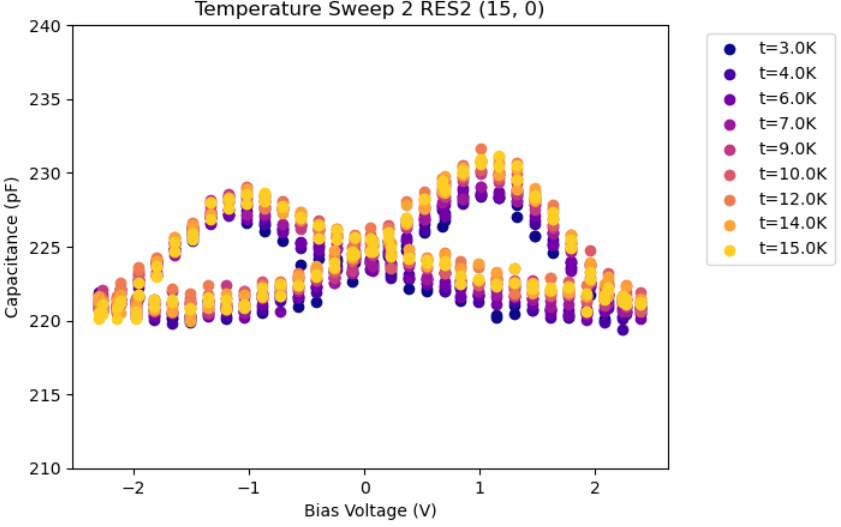 Temperature Sweep 2 RES2 (15, 0)
240
235
230
225
220
215
210
Capacitance (pF)
−2
−1
0
1
2
Bias Voltage (V)
t=3.0K
t=4.0K
t=6.0K
t=7.0K
t=9.0K
t=10.0K
t=12.0K
t=14.0K
t=15.0K